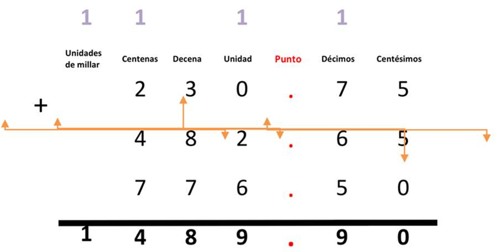 1 1 1 1
Unidades de millar Centenas Decena Unidad Punto Décimos Centésimos
2 3 0 . 7 5
+
4 8 2 . 6 5
7 7 6 . 5 0
1 4 8 9 . 9 0